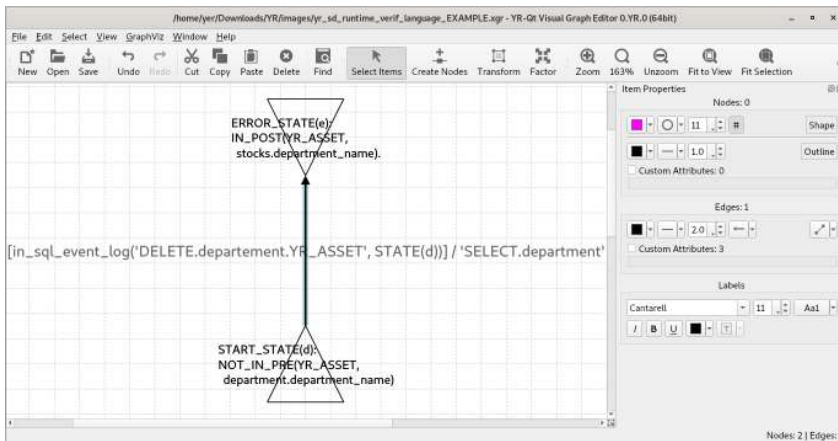 /home/yer/Downloads/YR/images/yr_sd_runtime_verif_language_EXAMPLE.xgr - YR-Qt Visual Graph Editor 0.YR.0 (64bit)
File Edit Select View GraphViz Window Help
New Open Save Undo Redo Cut Copy Paste Delete Find Select Items Create Nodes Transform Factor Zoom 163% Unzoom Fit to View Fit Selection
Item Properties
Nodes: 0
11 # Shape
1.0 Outline
Custom Attributes: 0
Edges: 1
2.0
Custom Attributes: 3
Labels
Cantarell 11 Aa1
I B U T
ERROR_STATE(e):
IN_POST(YR_ASSET,
stocks.department_name).
[in_sql_event_log('DELETE.departement.YR_ASSET', STATE(d))] / 'SELECT.department'
START_STATE(d):
NOT_IN_PRE(YR_ASSET,
department.department_name)
Nodes: 2 | Edges: